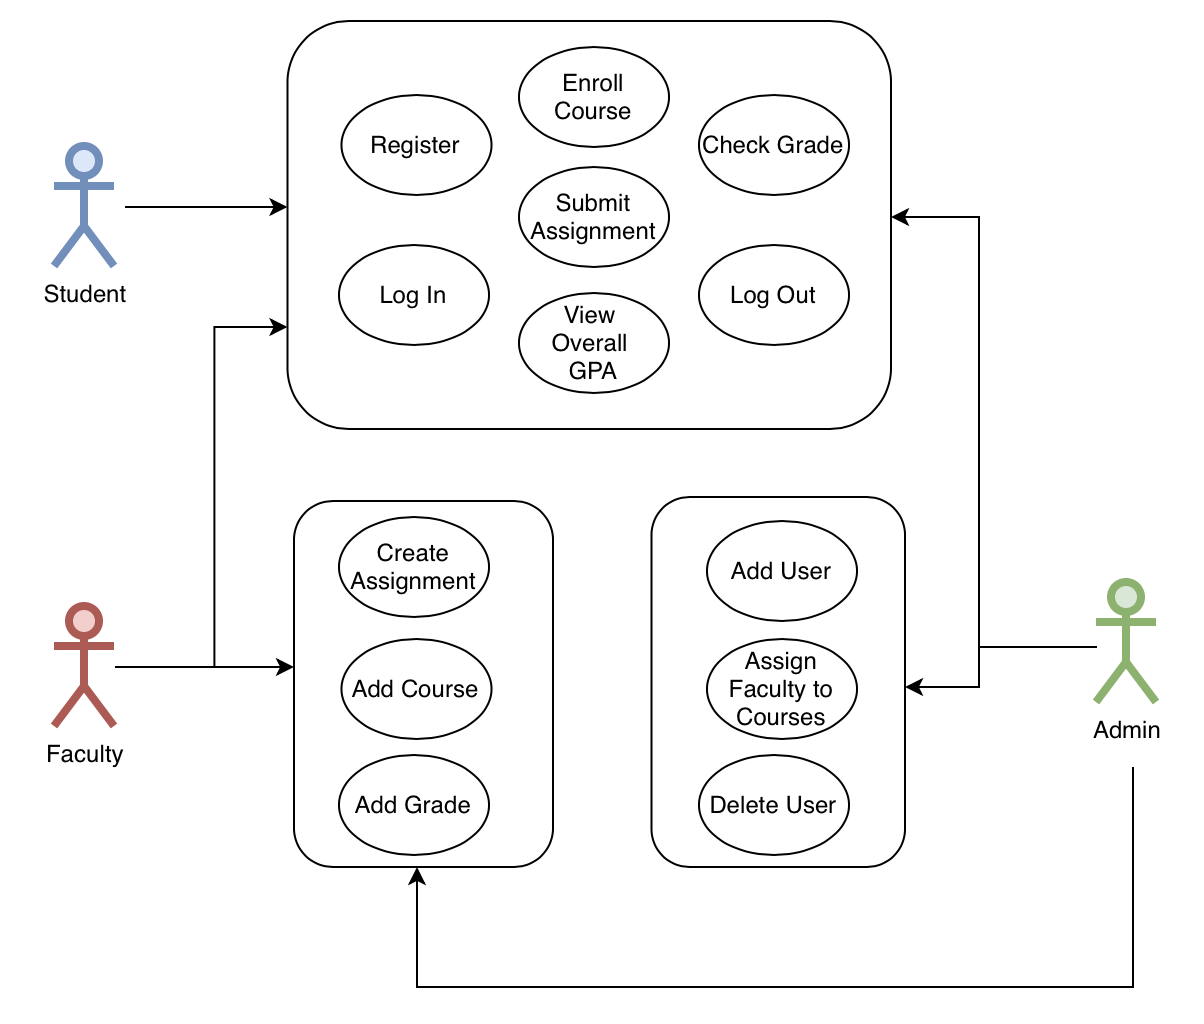 Enroll
Course
Register
Check Grade
Submit
Assignment
Log In
Log Out
View
Overall
GPA
Student
Create
Assignment
Add Course
Add Grade
Faculty
Add User
Assign
Faculty to
Courses
Delete User
Admin